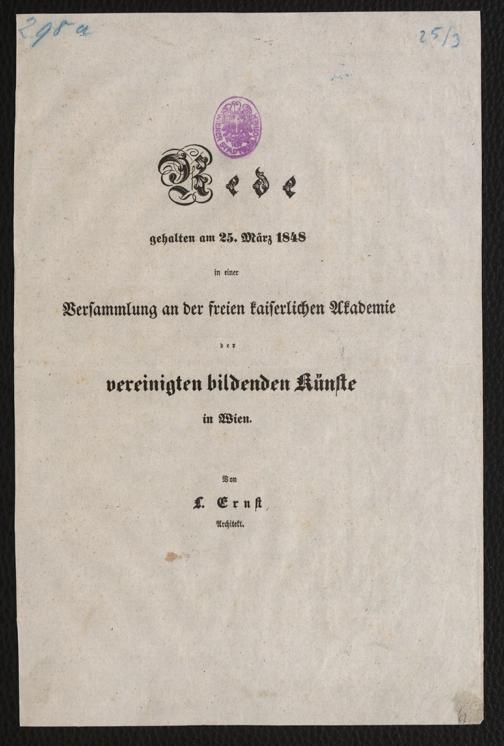 298a
25/3
Rede
gehalten am 25. März 1848
in einer
Versammlung an der freien kaiserlichen Akademie
der
vereinigten bildenden Künste
in Wien.
Von
L. Ernst
Architekt.